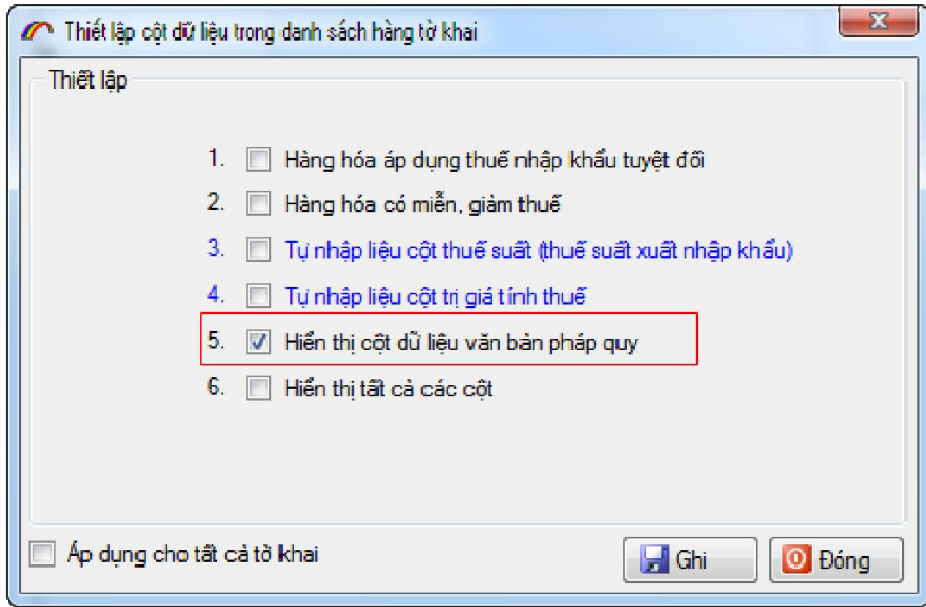 Thiết lập cột dữ liệu trong danh sách hàng tờ khai
Thiết lập
1. Hàng hóa áp dụng thuế nhập khẩu tuyệt đối
2. Hàng hóa có miễn, giảm thuế
3. Tự nhập liệu cột thuế suất (thuế suất xuất nhập khẩu)
4. Tự nhập liệu cột trị giá tính thuế
5. Hiển thị cột dữ liệu văn bản pháp quy
6. Hiển thị tất cả các cột
Áp dụng cho tất cả tờ khai
Ghi
Đóng